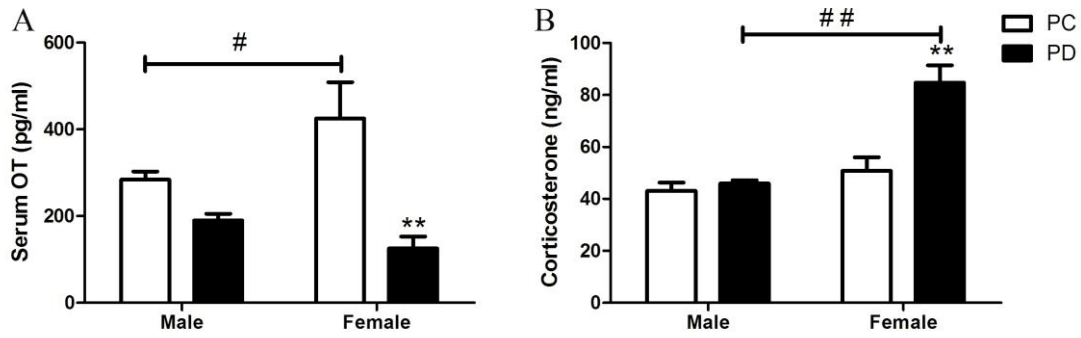 A
Serum OT (pg/ml)
600
400
200
0
#
**
Male
Female
B
Corticosterone (ng/ml)
100
80
60
40
20
0
# #
**
Male
Female
PC
PD